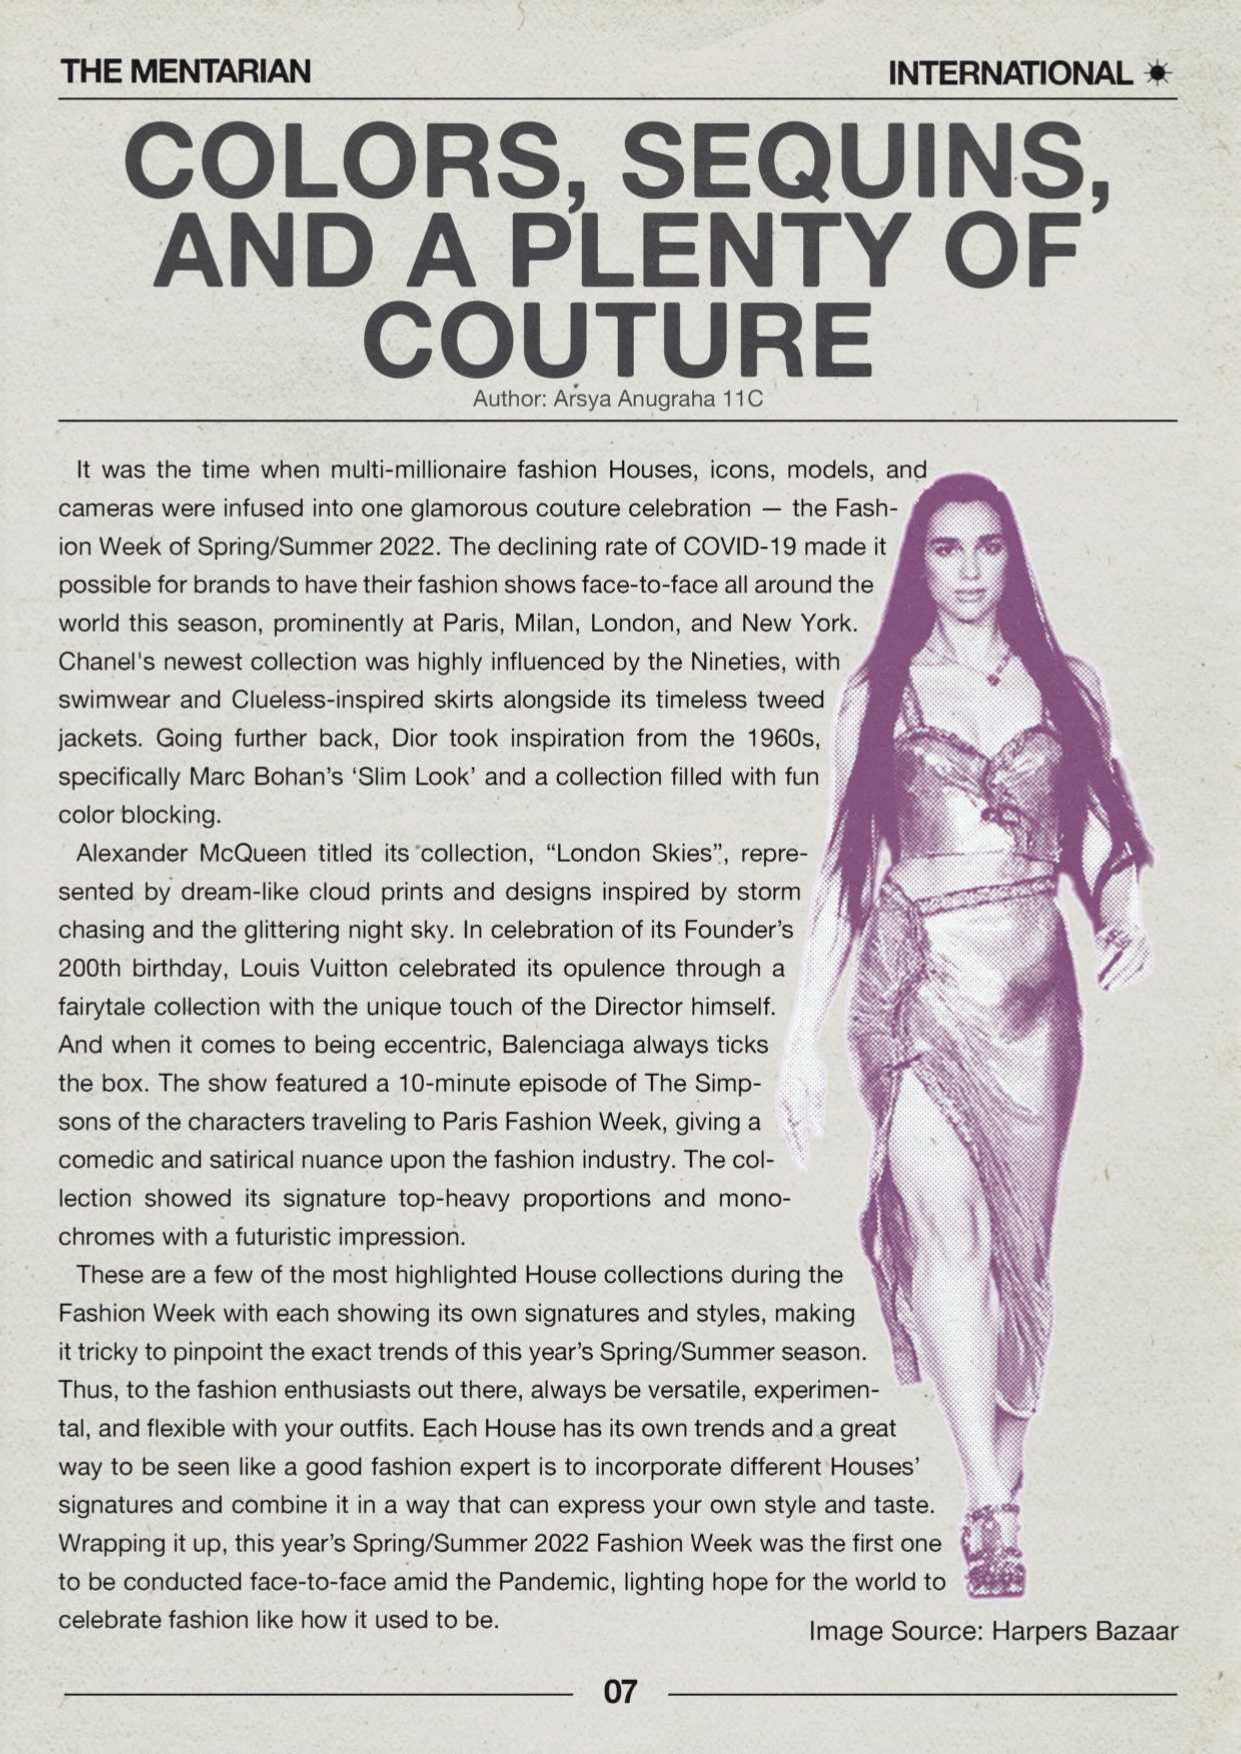 THE MENTARIAN
INTERNATIONAL
COLORS, SEQUINS,
AND A PLENTY OF
COUTURE
Author: Arsya Anugraha 11C
It was the time when multi-millionaire fashion Houses, icons, models, and
cameras were infused into one glamorous couture celebration — the Fash-
ion Week of Spring/Summer 2022. The declining rate of COVID-19 made it
possible for brands to have their fashion shows face-to-face all around the
world this season, prominently at Paris, Milan, London, and New York.
Chanel's newest collection was highly influenced by the Nineties, with
swimwear and Clueless-inspired skirts alongside its timeless tweed
jackets. Going further back, Dior took inspiration from the 1960s,
specifically Marc Bohan’s ‘Slim Look’ and a collection filled with fun
color blocking.
Alexander McQueen titled its collection, “London Skies”, repre-
sented by dream-like cloud prints and designs inspired by storm
chasing and the glittering night sky. In celebration of its Founder’s
200th birthday, Louis Vuitton celebrated its opulence through a
fairytale collection with the unique touch of the Director himself.
And when it comes to being eccentric, Balenciaga always ticks
the box. The show featured a 10-minute episode of The Simp-
sons of the characters traveling to Paris Fashion Week, giving a
comedic and satirical nuance upon the fashion industry. The col-
lection showed its signature top-heavy proportions and mono-
chromes with a futuristic impression.
These are a few of the most highlighted House collections during the
Fashion Week with each showing its own signatures and styles, making
it tricky to pinpoint the exact trends of this year’s Spring/Summer season.
Thus, to the fashion enthusiasts out there, always be versatile, experimen-
tal, and flexible with your outfits. Each House has its own trends and a great
way to be seen like a good fashion expert is to incorporate different Houses’
signatures and combine it in a way that can express your own style and taste.
Wrapping it up, this year’s Spring/Summer 2022 Fashion Week was the first one
to be conducted face-to-face amid the Pandemic, lighting hope for the world to
celebrate fashion like how it used to be.
Image Source: Harpers Bazaar
07